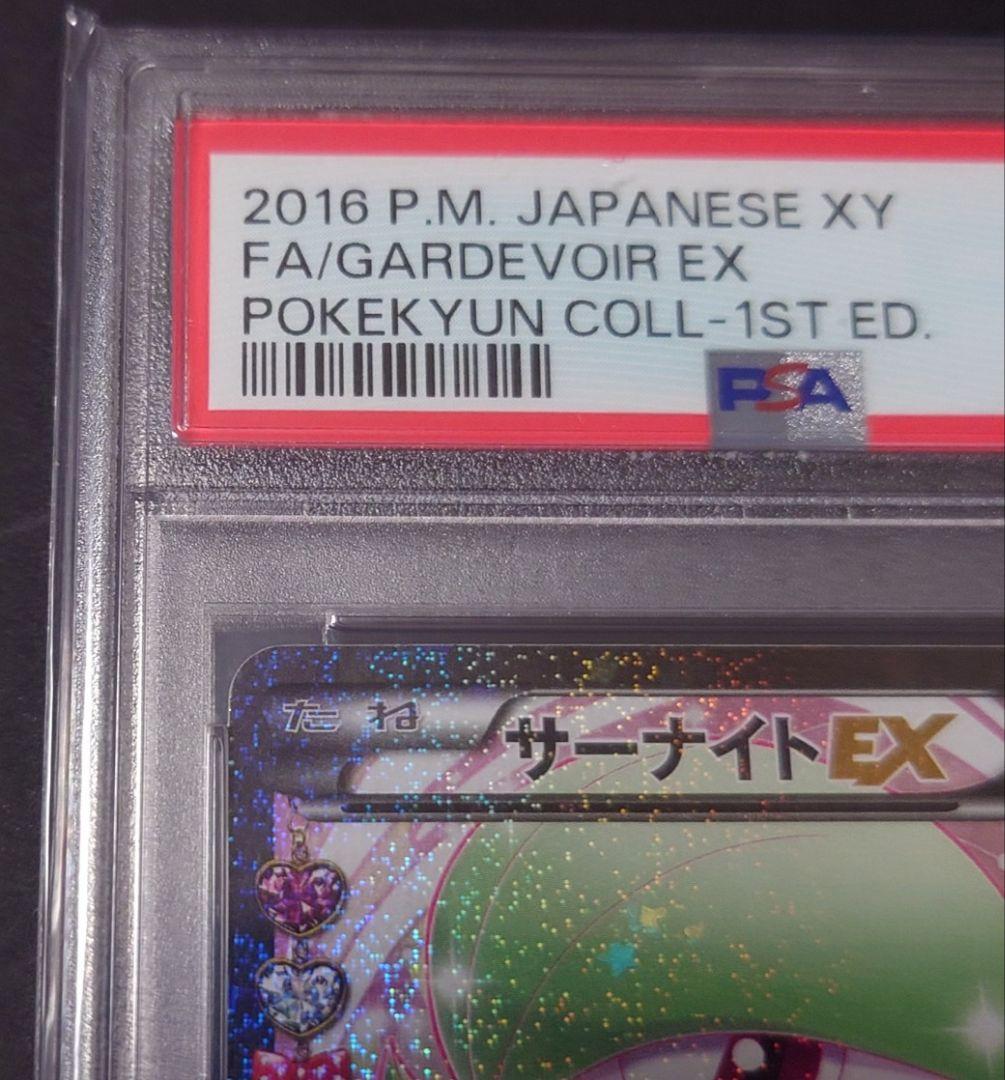 2016 P.M. JAPANESE XY
FA/GARDEVOIR EX
POKEKYUN COLL-1ST ED.
PSA
たね サーナイトEX